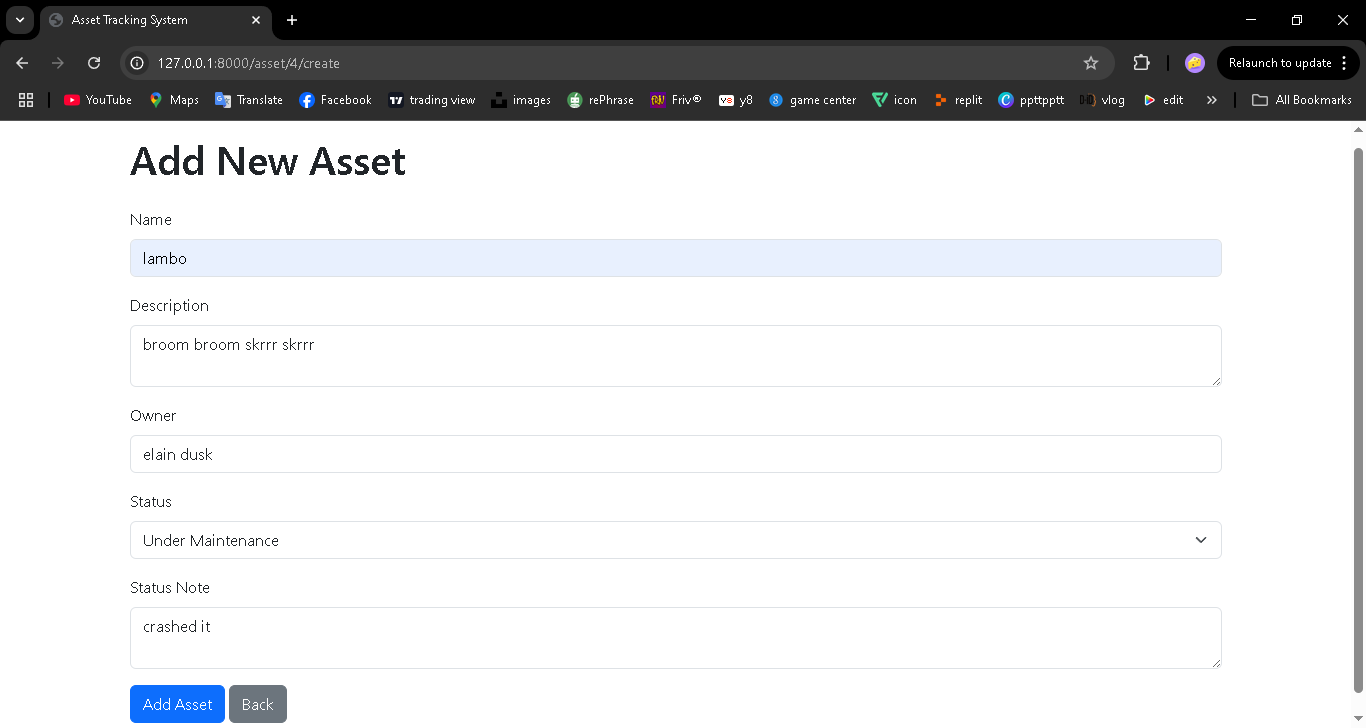 Asset Tracking System
127.0.0.1:8000/asset/4/create
Relaunch to update
YouTube Maps Translate Facebook trading view images rePhrase Friv® y8 game center icon replit ppttpptt vlog edit » All Bookmarks
Add New Asset
Name
lambo
Description
broom broom skrrr skrrr
Owner
elain dusk
Status
Under Maintenance
Status Note
crashed it
Add Asset Back